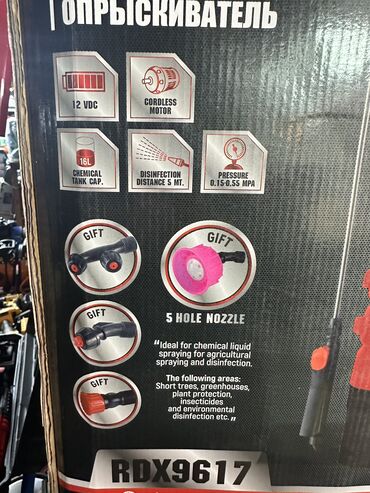 ОПРЫСКИВАТЕЛЬ
12 VDC
CORDLESS
MOTOR
16L
CHEMICAL
TANK CAP.
DISINFECTION
DISTANCE 5 MT.
PRESSURE
0.15-0.55 MPA
GIFT
GIFT
5 HOLE NOZZLE
GIFT
"Ideal for chemical liquid
spraying for agricultural
spraying and disinfection.
The following areas:
Short trees, greenhouses,
plant protection,
insecticides
and environmental
disinfection etc."
GIFT
RDX9617